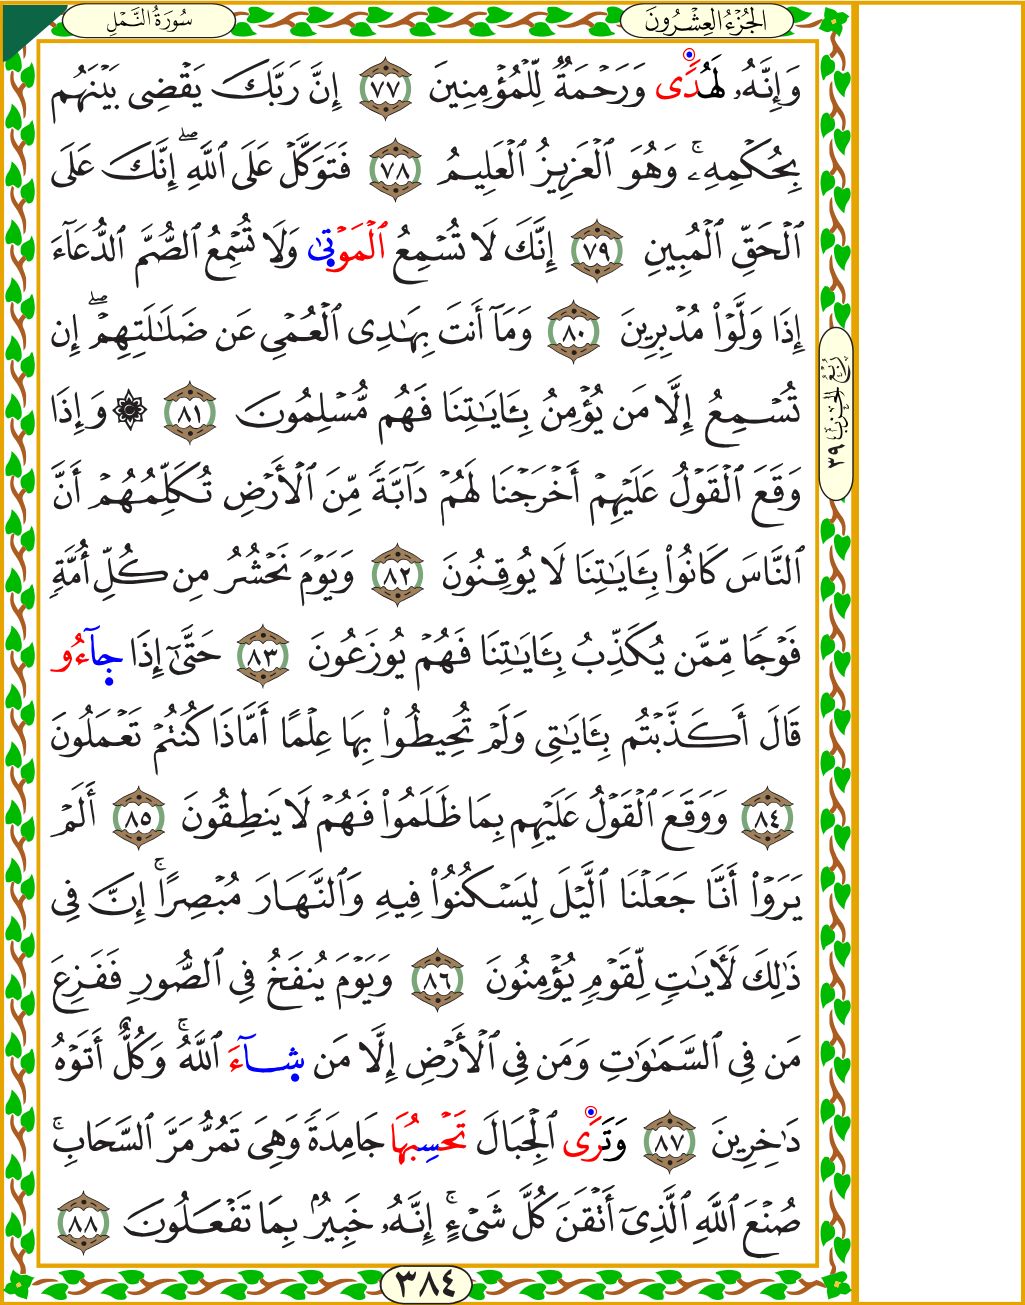 سُورَةُ النَّمْلِ
الجُزْءُ العِشْرُونَ
وَإِنَّهُۥ لَهُدٗى وَرَحۡمَةٞ لِّلۡمُؤۡمِنِينَ ٧٧ إِنَّ رَبَّكَ يَقۡضِي بَيۡنَهُم
بِحُكۡمِهِۦۚ وَهُوَ ٱلۡعَزِيزُ ٱلۡعَلِيمُ ٧٨ فَتَوَكَّلۡ عَلَى ٱللَّهِۖ إِنَّكَ عَلَى
ٱلۡحَقِّ ٱلۡمُبِينِ ٧٩ إِنَّكَ لَا تُسۡمِعُ ٱلۡمَوۡتٜىٰ وَلَا تُسۡمِعُ ٱلصُّمَّ ٱلدُّعَآءَ
إِذَا وَلَّوۡاْ مُدۡبِرِينَ ٨٠ وَمَآ أَنتَ بِهَٰدِي ٱلۡعُمۡيِ عَن ضَلَٰلَتِهِمۡۖ إِن
تُسۡمِعُ إِلَّا مَن يُؤۡمِنُ بِـَٔايَٰتِنَا فَهُم مُّسۡلِمُونَ ٨١ ۞ وَإِذَا
وَقَعَ ٱلۡقَوۡلُ عَلَيۡهِمۡ أَخۡرَجۡنَا لَهُمۡ دَآبَّةٗ مِّنَ ٱلۡأَرۡضِ تُكَلِّمُهُمۡ أَنَّ
ٱلنَّاسَ كَانُواْ بِـَٔايَٰتِنَا لَا يُوقِنُونَ ٨٢ وَيَوۡمَ نَحۡشُرُ مِن كُلِّ أُمَّةٖ
فَوۡجٗا مِّمَّن يُكَذِّبُ بِـَٔايَٰتِنَا فَهُمۡ يُوزَعُونَ ٨٣ حَتَّىٰٓ إِذَا جٜآءُو
قَالَ أَكَذَّبۡتُم بِـَٔايَٰتِي وَلَمۡ تُحِيطُواْ بِهَا عِلۡمًا أَمَّاذَا كُنتُمۡ تَعۡمَلُونَ
٨٤ وَوَقَعَ ٱلۡقَوۡلُ عَلَيۡهِم بِمَا ظَلَمُواْ فَهُمۡ لَا يَنطِقُونَ ٨٥ أَلَمۡ
يَرَوۡاْ أَنَّا جَعَلۡنَا ٱلَّيۡلَ لِيَسۡكُنُواْ فِيهِ وَٱلنَّهَارَ مُبۡصِرًاۚ إِنَّ فِي
ذَٰلِكَ لَأٓيَٰتٖ لِّقَوۡمٖ يُؤۡمِنُونَ ٨٦ وَيَوۡمَ يُنفَخُ فِي ٱلصُّورِ فَفَزِعَ
مَن فِي ٱلسَّمَٰوَٰتِ وَمَن فِي ٱلۡأَرۡضِ إِلَّا مَن شٜآءَ ٱللَّهُۚ وَكُلٌّ أَتَوۡهُ
دَٰخِرِينَ ٨٧ وَتَرَى ٱلۡجِبَالَ تَحۡسِبُهَا جَامِدَةٗ وَهِيَ تَمُرُّ مَرَّ ٱلسَّحَابِۚ
صُنۡعَ ٱللَّهِ ٱلَّذِيٓ أَتۡقَنَ كُلَّ شَيۡءٍۚ إِنَّهُۥ خَبِيرُۢ بِمَا تَفۡعَلُونَ ٨٨
رُبْعُ الحِزْبِ ٣٩
٣٨٤